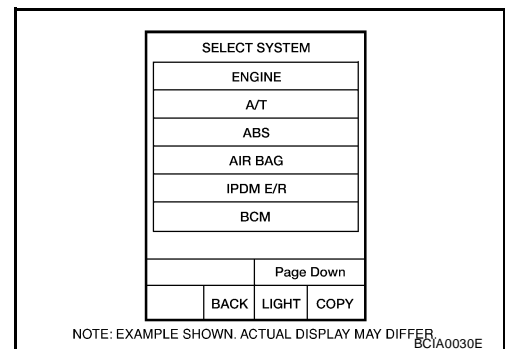 SELECT SYSTEM
ENGINE
A/T
ABS
AIR BAG
IPDM E/R
BCM
Page Down
BACK LIGHT COPY
NOTE: EXAMPLE SHOWN. ACTUAL DISPLAY MAY DIFFER.
BCIA0030E